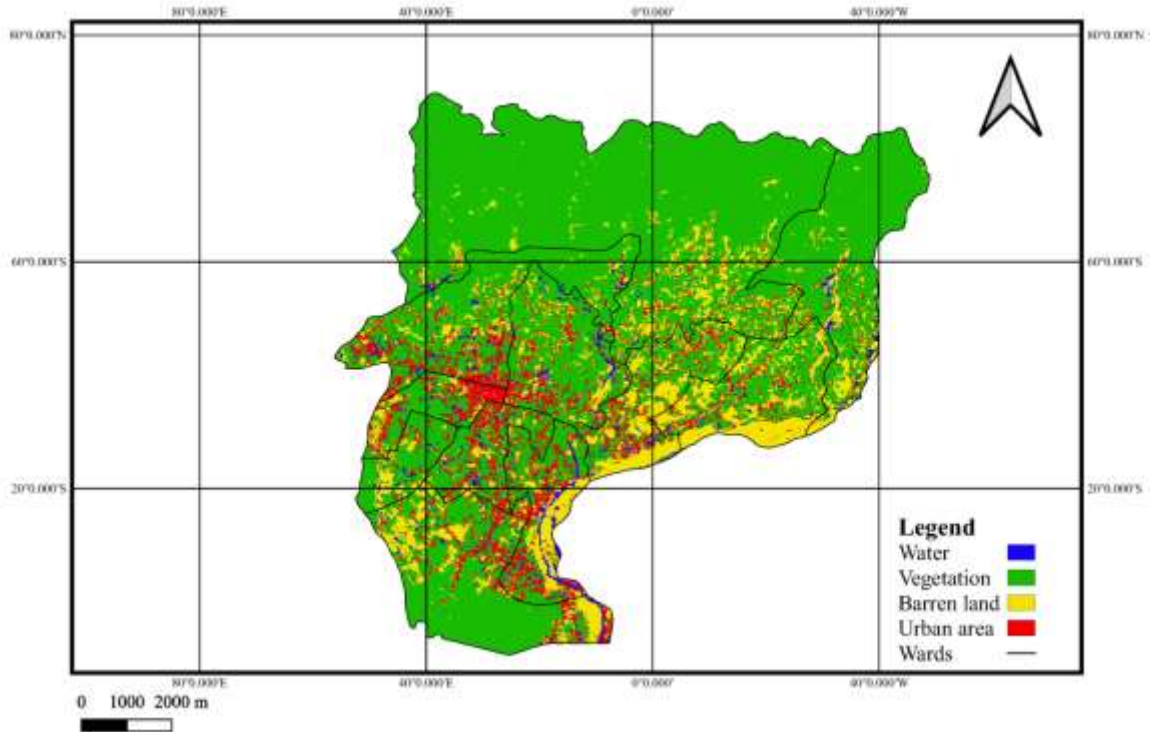 80°0.000'E 40°0.000'E 0°0.000' 40°0.000'W
80°0.000'N 80°0.000'N
60°0.000'S 60°0.000'S
20°0.000'S 20°0.000'S
Legend
Water
Vegetation
Barren land
Urban area
Wards
80°0.000'E 40°0.000'E 0°0.000' 40°0.000'W
0 1000 2000 m